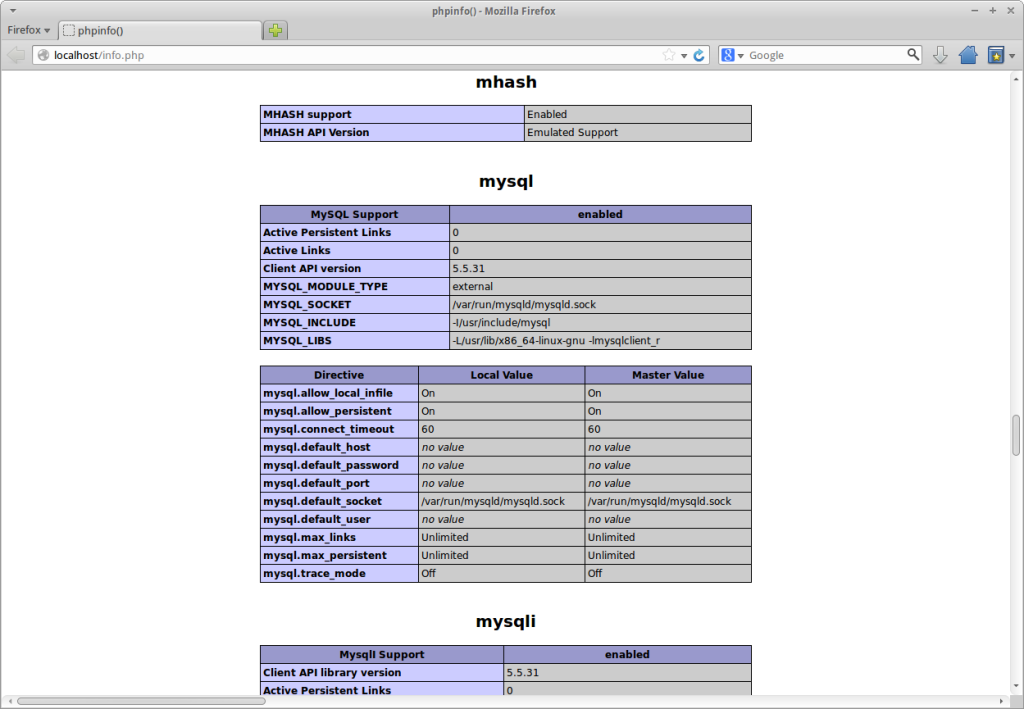 phpinfo() - Mozilla Firefox
Firefox
phpinfo()
localhost/info.php
Google
mhash
MHASH support Enabled
MHASH API Version Emulated Support
mysql
MySQL Support enabled
Active Persistent Links 0
Active Links 0
Client API version 5.5.31
MYSQL_MODULE_TYPE external
MYSQL_SOCKET /var/run/mysqld/mysqld.sock
MYSQL_INCLUDE -I/usr/include/mysql
MYSQL_LIBS -L/usr/lib/x86_64-linux-gnu -lmysqlclient_r
Directive Local Value Master Value
mysql.allow_local_infile On On
mysql.allow_persistent On On
mysql.connect_timeout 60 60
mysql.default_host no value no value
mysql.default_password no value no value
mysql.default_port no value no value
mysql.default_socket /var/run/mysqld/mysqld.sock /var/run/mysqld/mysqld.sock
mysql.default_user no value no value
mysql.max_links Unlimited Unlimited
mysql.max_persistent Unlimited Unlimited
mysql.trace_mode Off Off
mysqli
MysqlI Support enabled
Client API library version 5.5.31
Active Persistent Links 0